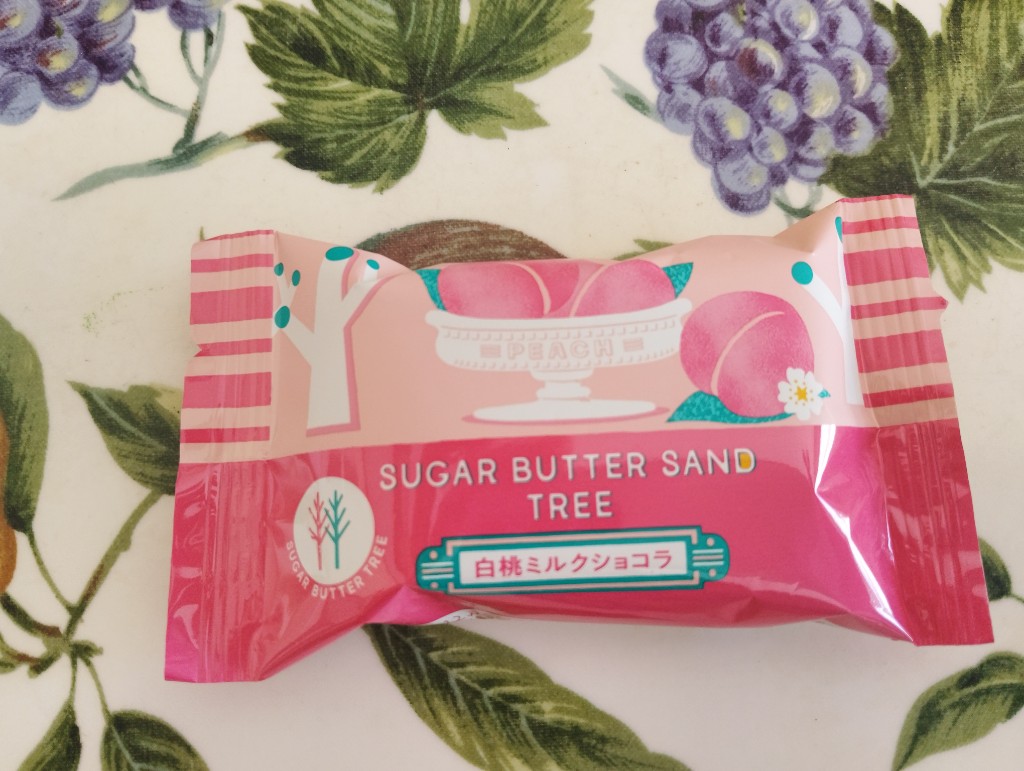 PEACH
SUGAR BUTTER SAND
TREE
SUGAR BUTTER TREE
白桃ミルクショコラ